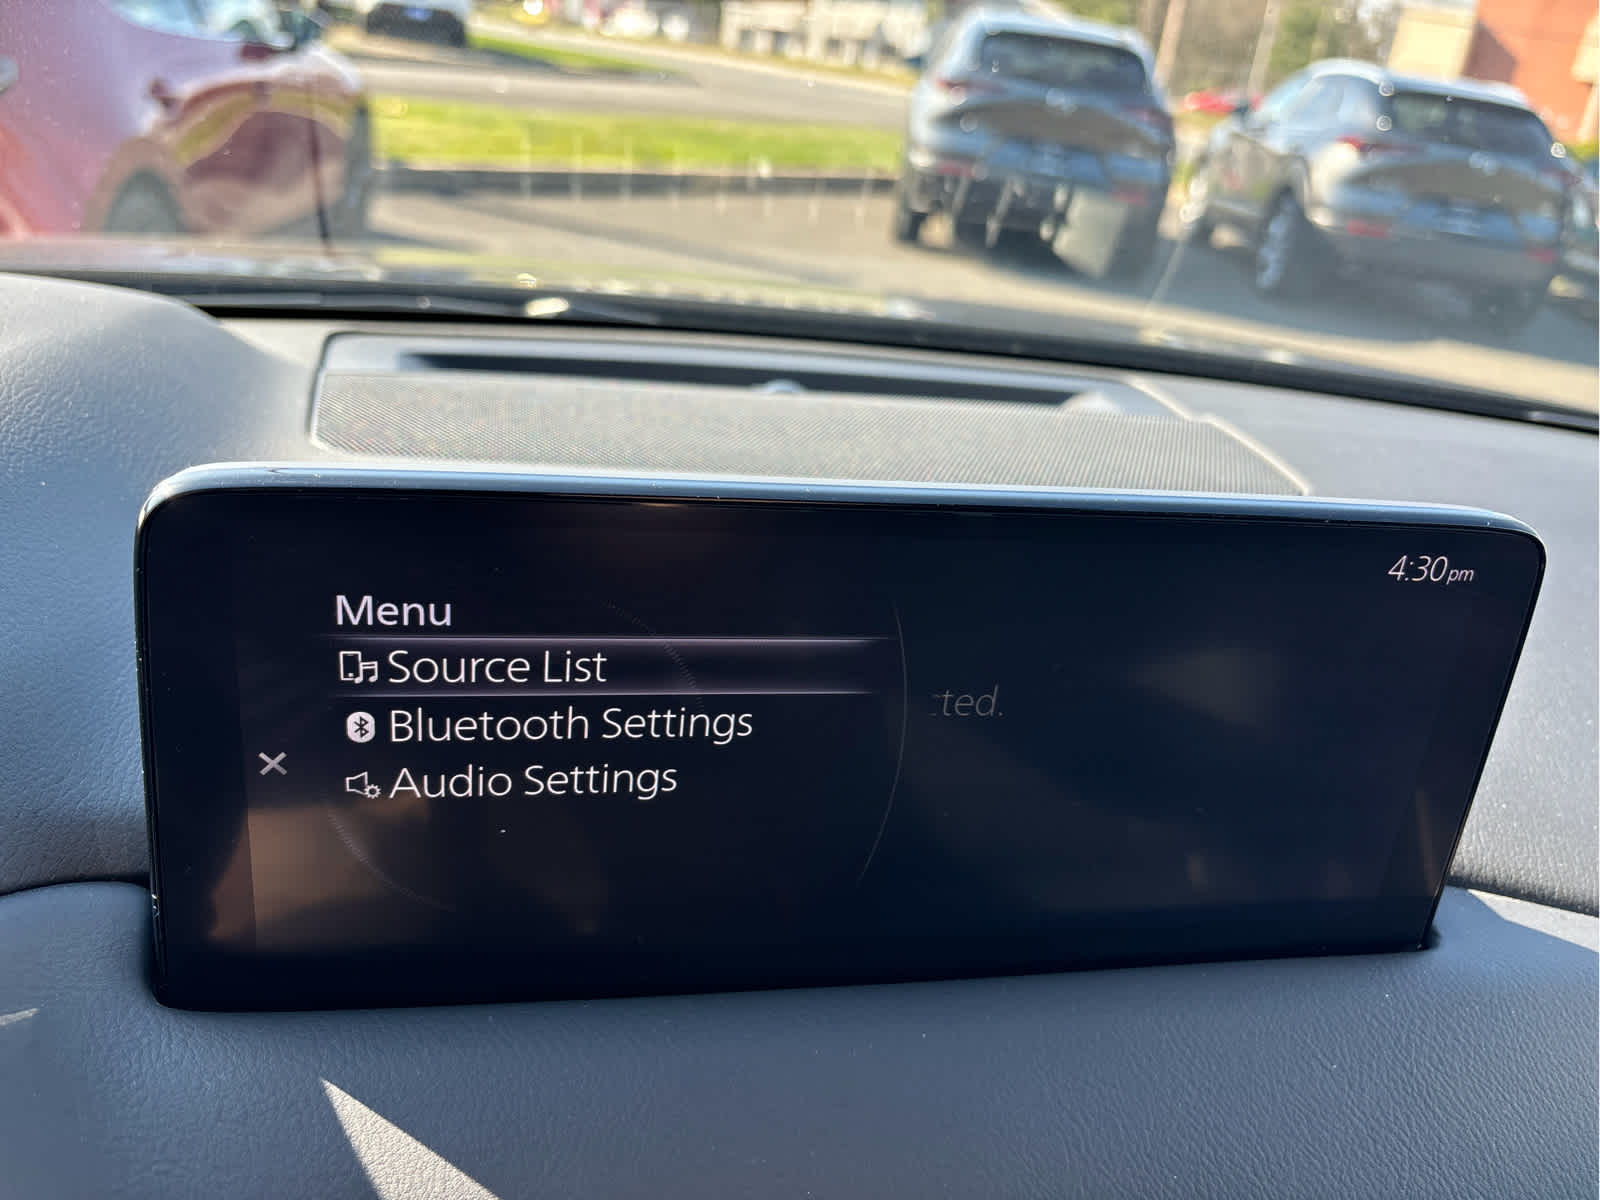 4:30pm
Menu
Source List
Bluetooth Settings
Audio Settings